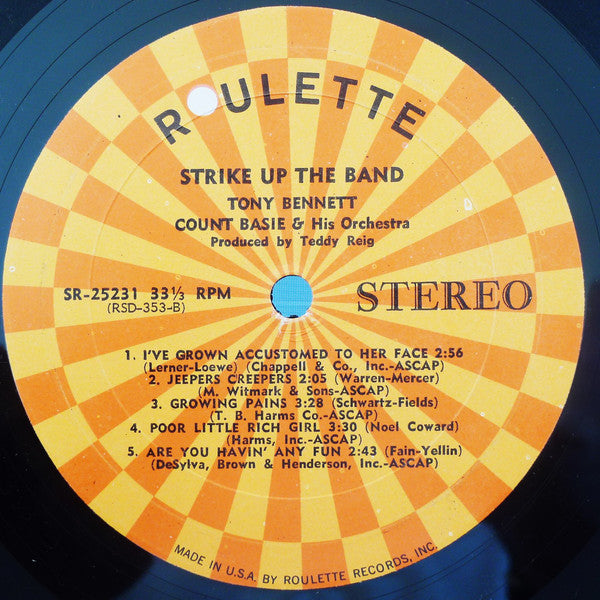 ROULETTE
STRIKE UP THE BAND
TONY BENNETT
COUNT BASIE & His Orchestra
Produced by Teddy Reig
SR-25231 33⅓ RPM
(RSD-353-B)
STEREO
1. I'VE GROWN ACCUSTOMED TO HER FACE 2:56
(Lerner-Loewe) (Chappell & Co., Inc.-ASCAP)
2. JEEPERS CREEPERS 2:05 (Warren-Mercer)
(M. Witmark & Sons-ASCAP)
3. GROWING PAINS 3:28 (Schwartz-Fields)
(T. B. Harms Co.-ASCAP)
4. POOR LITTLE RICH GIRL 3:30 (Noel Coward)
(Harms, Inc.-ASCAP)
5. ARE YOU HAVIN' ANY FUN 2:43 (Fain-Yellin)
(DeSylva, Brown & Henderson, Inc.-ASCAP)
MADE IN U.S.A. BY ROULETTE RECORDS, INC.